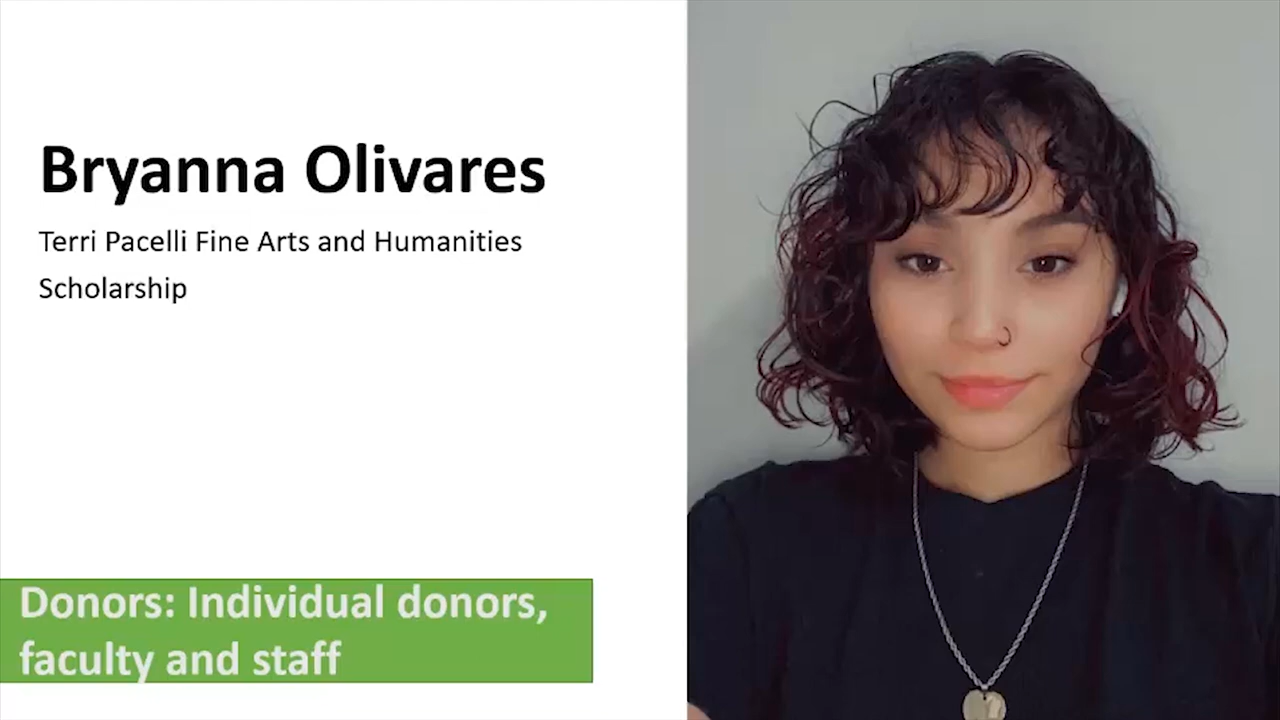 Bryanna Olivares
Terri Pacelli Fine Arts and Humanities
Scholarship
Donors: Individual donors,
faculty and staff